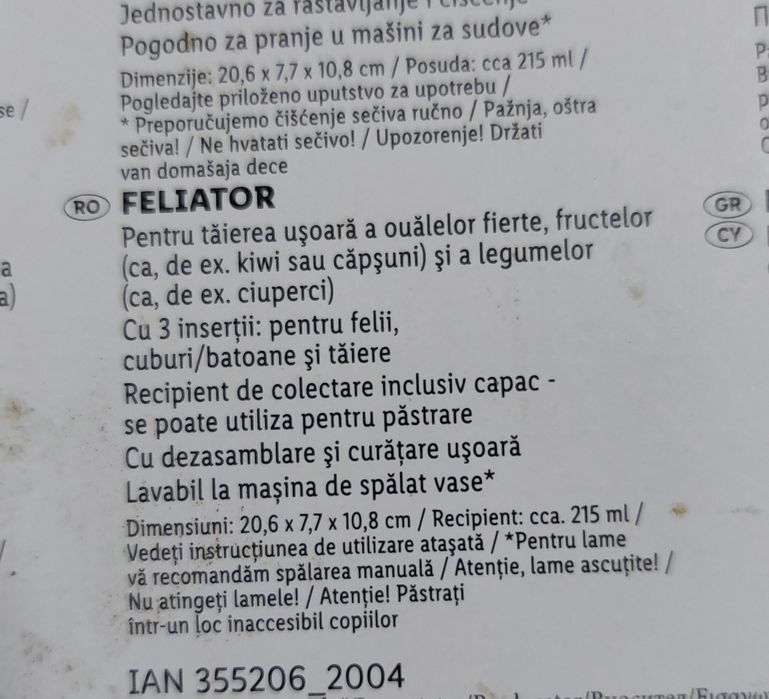 Jednostavno za rastavljanje i čišćenje
Pogodno za pranje u mašini za sudove*
Dimenzije: 20,6 x 7,7 x 10,8 cm / Posuda: cca 215 ml /
Pogledajte priloženo uputstvo za upotrebu /
* Preporučujemo čišćenje sečiva ručno / Pažnja, oštra
sečiva! / Ne hvatati sečivo! / Upozorenje! Držati
van domašaja dece
RO FELIATOR
Pentru tăierea uşoară a ouălelor fierte, fructelor
(ca, de ex. kiwi sau căpşuni) şi a legumelor
(ca, de ex. ciuperci)
Cu 3 inserţii: pentru felii,
cuburi/batoane şi tăiere
Recipient de colectare inclusiv capac -
se poate utiliza pentru păstrare
Cu dezasamblare şi curăţare uşoară
Lavabil la maşina de spălat vase*
Dimensiuni: 20,6 x 7,7 x 10,8 cm / Recipient: cca. 215 ml /
Vedeţi instrucţiunea de utilizare ataşată / *Pentru lame
vă recomandăm spălarea manuală / Atenţie, lame ascuţite! /
Nu atingeţi lamele! / Atenţie! Păstraţi
într-un loc inaccesibil copiilor
IAN 355206_2004
se /
a
a)
/
GR
CY